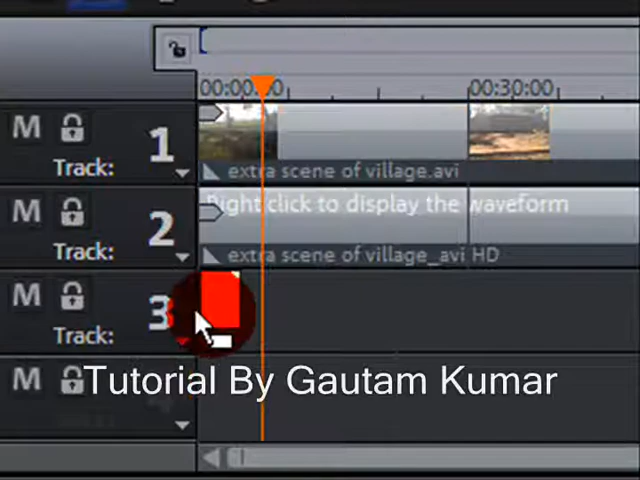 00:00:00 00:30:00
M 1
Track:
extra scene of village.avi
M 2
Right click to display the waveform
Track:
extra scene of village_avi HD
M 3
Track:
M
Tutorial By Gautam Kumar